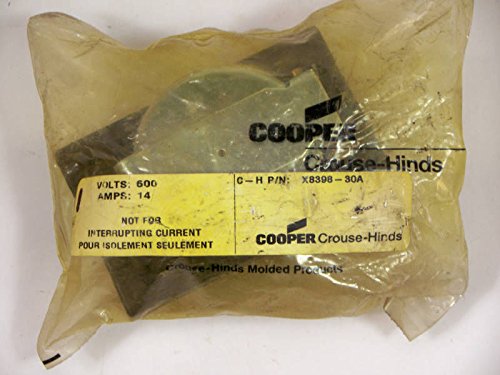 COOPER
Crouse-Hinds
VOLTS: 600
AMPS: 14
NOT FOR
INTERRUPTING CURRENT
POUR ISOLEMENT SEULEMENT
C-H P/N: X8398-30A
COOPER Crouse-Hinds
Crouse-Hinds Molded Products